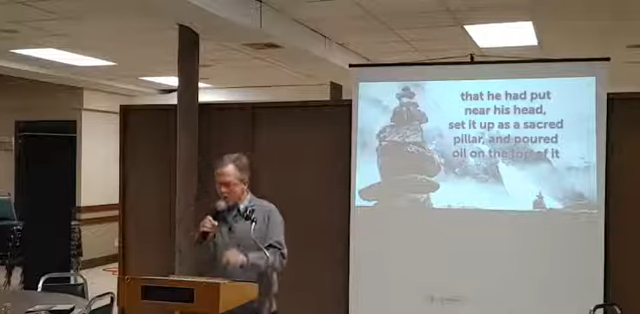 that he had put
near his head,
set it up as a sacred
pillar, and poured
oil on the top of it